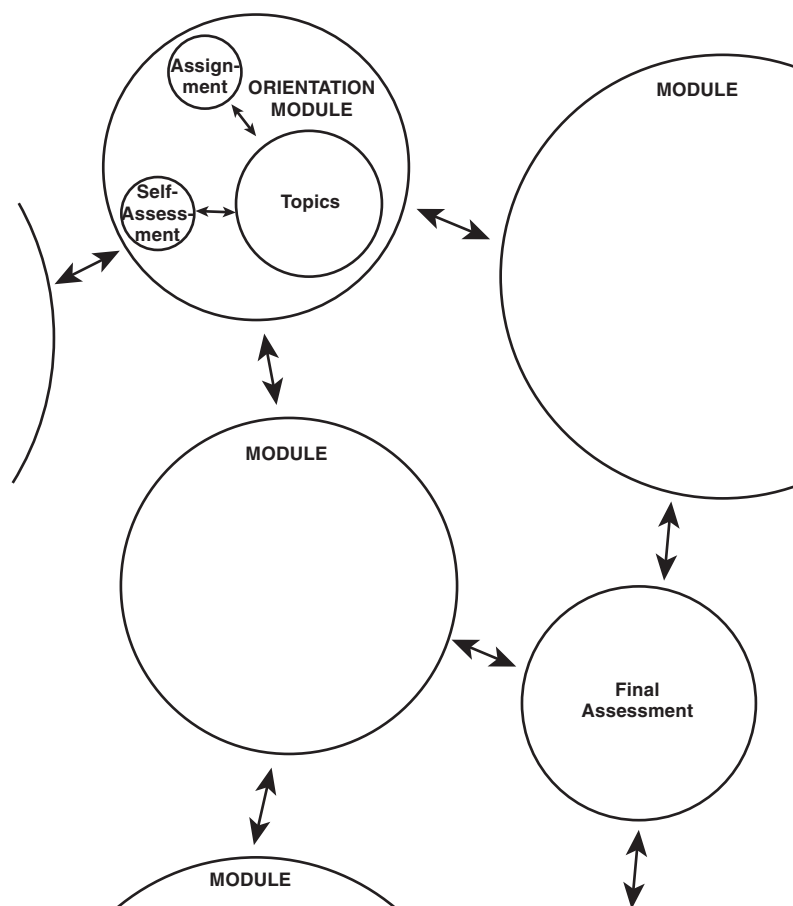 Assign-
ment
ORIENTATION
MODULE
Self-
Assess-
ment
Topics
MODULE
MODULE
Final
Assessment
MODULE